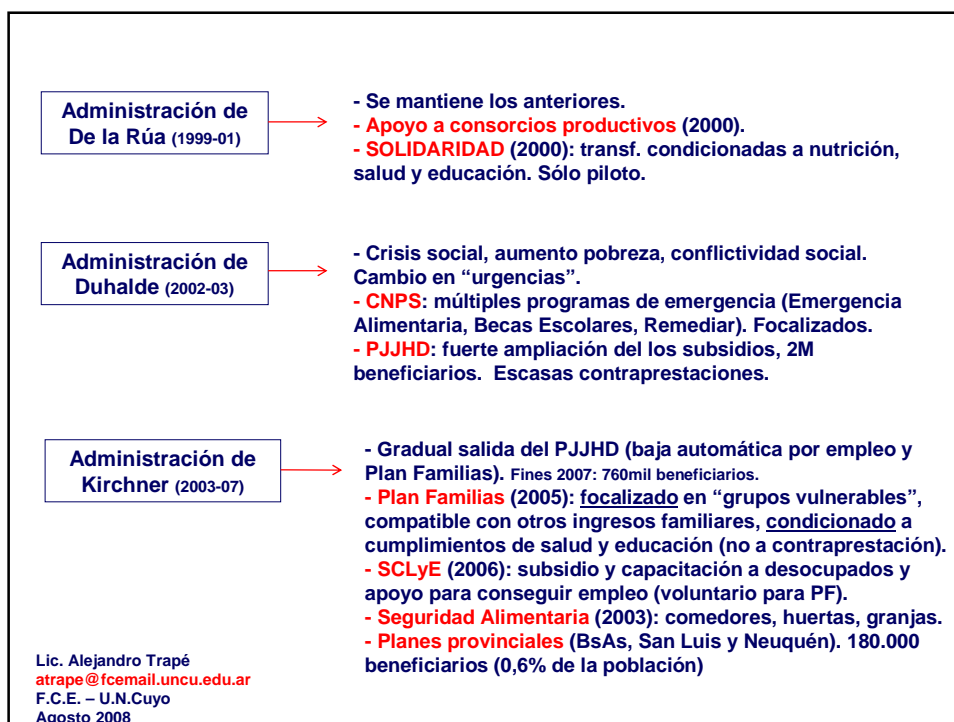 Administración de
De la Rúa (1999-01)
- Se mantiene los anteriores.
- Apoyo a consorcios productivos (2000).
- SOLIDARIDAD (2000): transf. condicionadas a nutrición,
salud y educación. Sólo piloto.
Administración de
Duhalde (2002-03)
- Crisis social, aumento pobreza, conflictividad social.
Cambio en “urgencias”.
- CNPS: múltiples programas de emergencia (Emergencia
Alimentaria, Becas Escolares, Remediar). Focalizados.
- PJJHD: fuerte ampliación del los subsidios, 2M
beneficiarios. Escasas contraprestaciones.
Administración de
Kirchner (2003-07)
- Gradual salida del PJJHD (baja automática por empleo y
Plan Familias). Fines 2007: 760mil beneficiarios.
- Plan Familias (2005): focalizado en “grupos vulnerables”,
compatible con otros ingresos familiares, condicionado a
cumplimientos de salud y educación (no a contraprestación).
- SCLyE (2006): subsidio y capacitación a desocupados y
apoyo para conseguir empleo (voluntario para PF).
- Seguridad Alimentaria (2003): comedores, huertas, granjas.
- Planes provinciales (BsAs, San Luis y Neuquén). 180.000
beneficiarios (0,6% de la población)
Lic. Alejandro Trapé
atrape@fcemail.uncu.edu.ar
F.C.E. – U.N.Cuyo
Agosto 2008